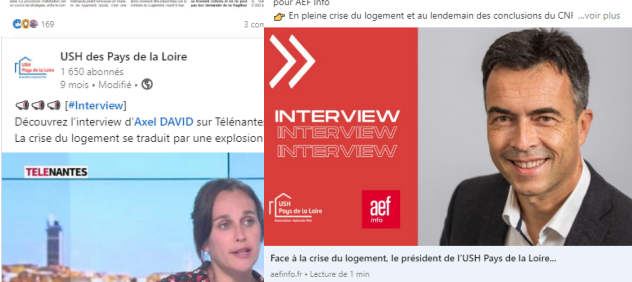 169
3 com
USH des Pays de la Loire
1 650 abonnés
9 mois • Modifié •
[#Interview]
Découvrez l'interview d'Axel DAVID sur Télénante
La crise du logement se traduit par une explosion
TELENANTES
pour AEF Info
En pleine crise du logement et au lendemain des conclusions du CNF ...voir plus
INTERVIEW
INTERVIEW
INTERVIEW
USH
Pays de la Loire
aef
info
Face à la crise du logement, le président de l'USH Pays de la Loire...
aefinfo.fr • Lecture de 1 min